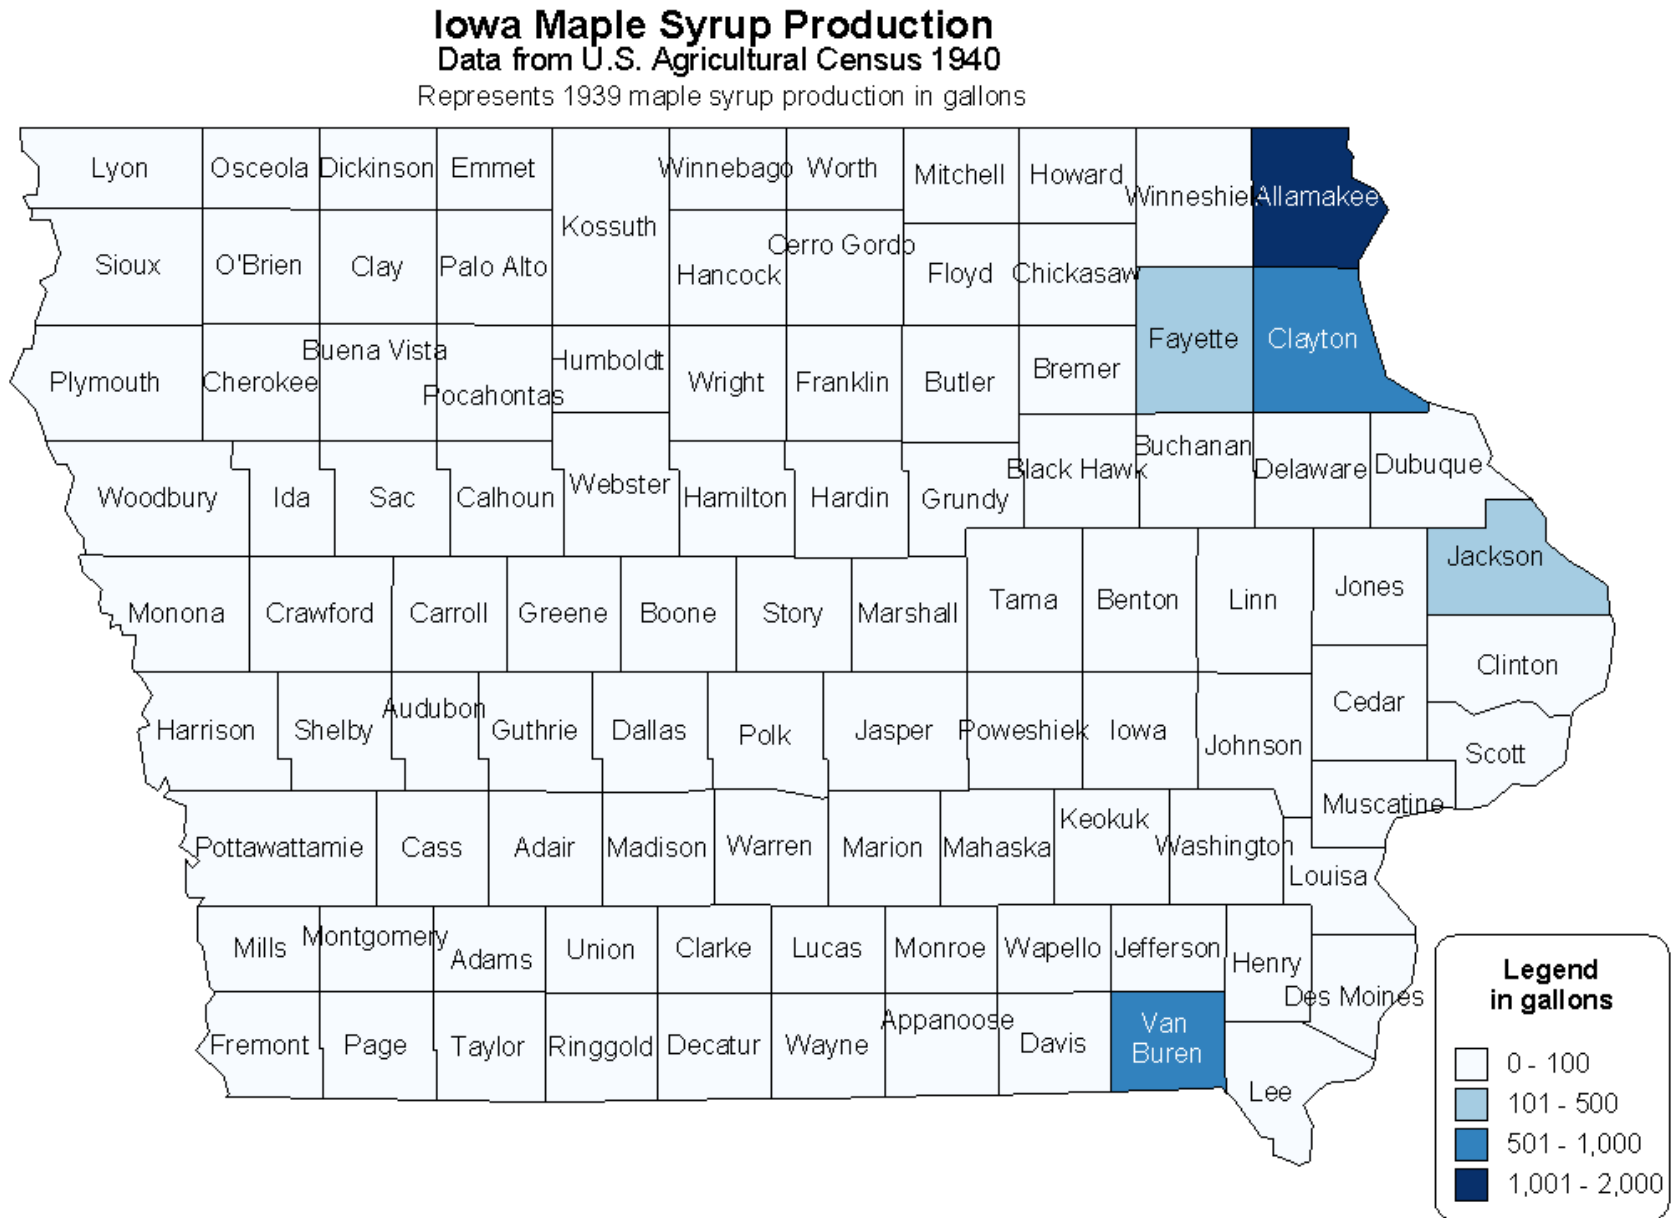 Iowa Maple Syrup Production
Data from U.S. Agricultural Census 1940
Represents 1939 maple syrup production in gallons
Lyon
Osceola
Dickinson
Emmet
Kossuth
Winnebago
Worth
Mitchell
Howard
Winneshiek
Allamakee
Sioux
O'Brien
Clay
Palo Alto
Hancock
Cerro Gordo
Floyd
Chickasaw
Fayette
Clayton
Plymouth
Cherokee
Buena Vista
Pocahontas
Humboldt
Wright
Franklin
Butler
Bremer
Woodbury
Ida
Sac
Calhoun
Webster
Hamilton
Hardin
Grundy
Black Hawk
Buchanan
Delaware
Dubuque
Jackson
Monona
Crawford
Carroll
Greene
Boone
Story
Marshall
Tama
Benton
Linn
Jones
Clinton
Harrison
Shelby
Audubon
Guthrie
Dallas
Polk
Jasper
Poweshiek
Iowa
Johnson
Cedar
Scott
Muscatine
Pottawattamie
Cass
Adair
Madison
Warren
Marion
Mahaska
Keokuk
Washington
Louisa
Mills
Montgomery
Adams
Union
Clarke
Lucas
Monroe
Wapello
Jefferson
Henry
Des Moines
Fremont
Page
Taylor
Ringgold
Decatur
Wayne
Appanoose
Davis
Van
Buren
Lee
Legend
in gallons
0 - 100
101 - 500
501 - 1,000
1,001 - 2,000